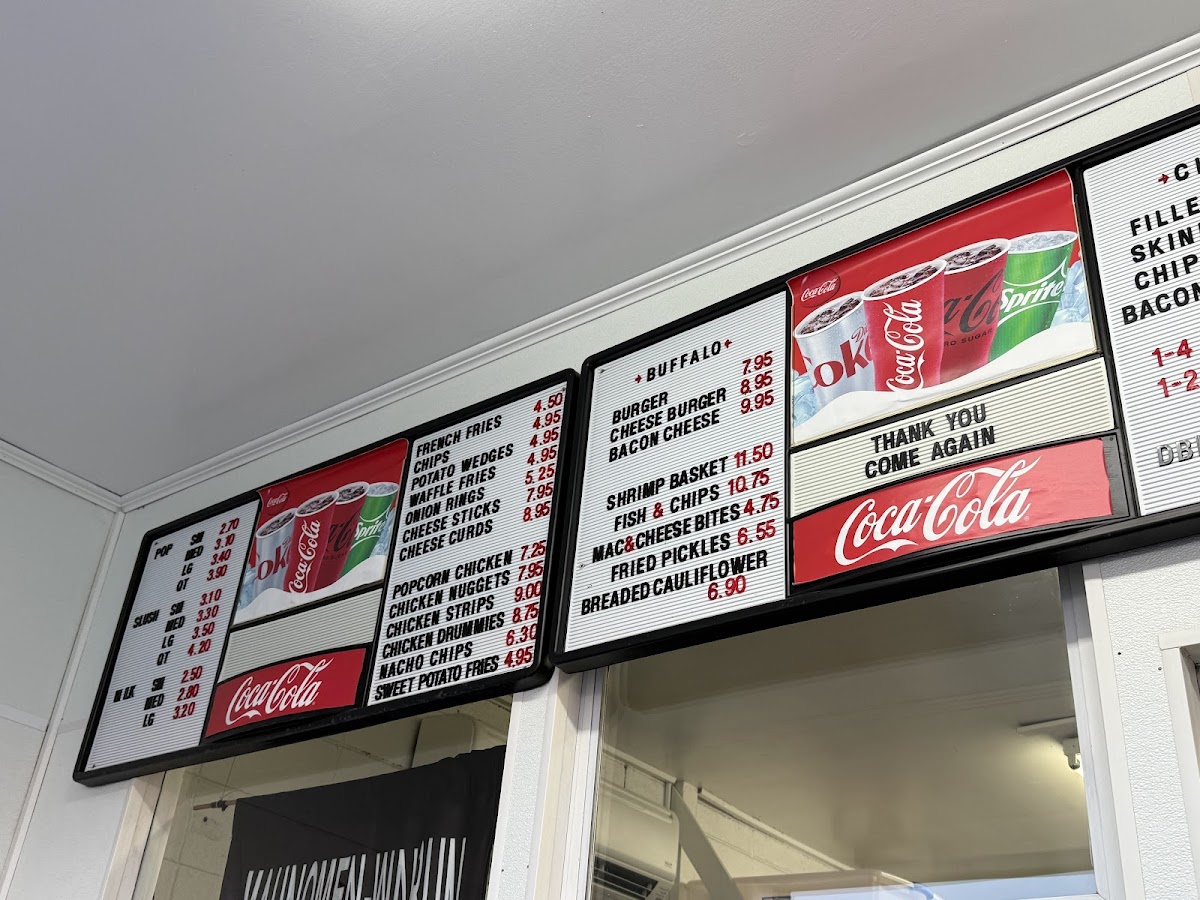 POP SM 2.70
MED 3.10
LG 3.40
QT 3.90
SLUSH SM 3.10
MED 3.30
LG 3.50
QT 4.20
SM 2.50
MED 2.80
LG 3.20
Coca-Cola
Coke
Coca-Cola
Sprite
Coca-Cola
FRENCH FRIES 4.50
CHIPS 4.95
POTATO WEDGES 4.95
WAFFLE FRIES 4.95
ONION RINGS 5.25
CHEESE STICKS 7.95
CHEESE CURDS 8.95
POPCORN CHICKEN 7.25
CHICKEN NUGGETS 7.95
CHICKEN STRIPS 9.00
CHICKEN DRUMMIES 8.75
NACHO CHIPS 6.30
SWEET POTATO FRIES 4.95
BUFFALO
BURGER 7.95
CHEESE BURGER 8.95
BACON CHEESE 9.95
SHRIMP BASKET 11.50
FISH & CHIPS 10.75
MAC&CHEESE BITES 4.75
FRIED PICKLES 6.55
BREADED CAULIFLOWER
6.90
Coca-Cola
Coke
Coca-Cola
Sprite
THANK YOU
COME AGAIN
Coca-Cola
FILLE
SKIN
CHIP
BACON
1-4
1-2
MAHNOMEN-WAUBUN